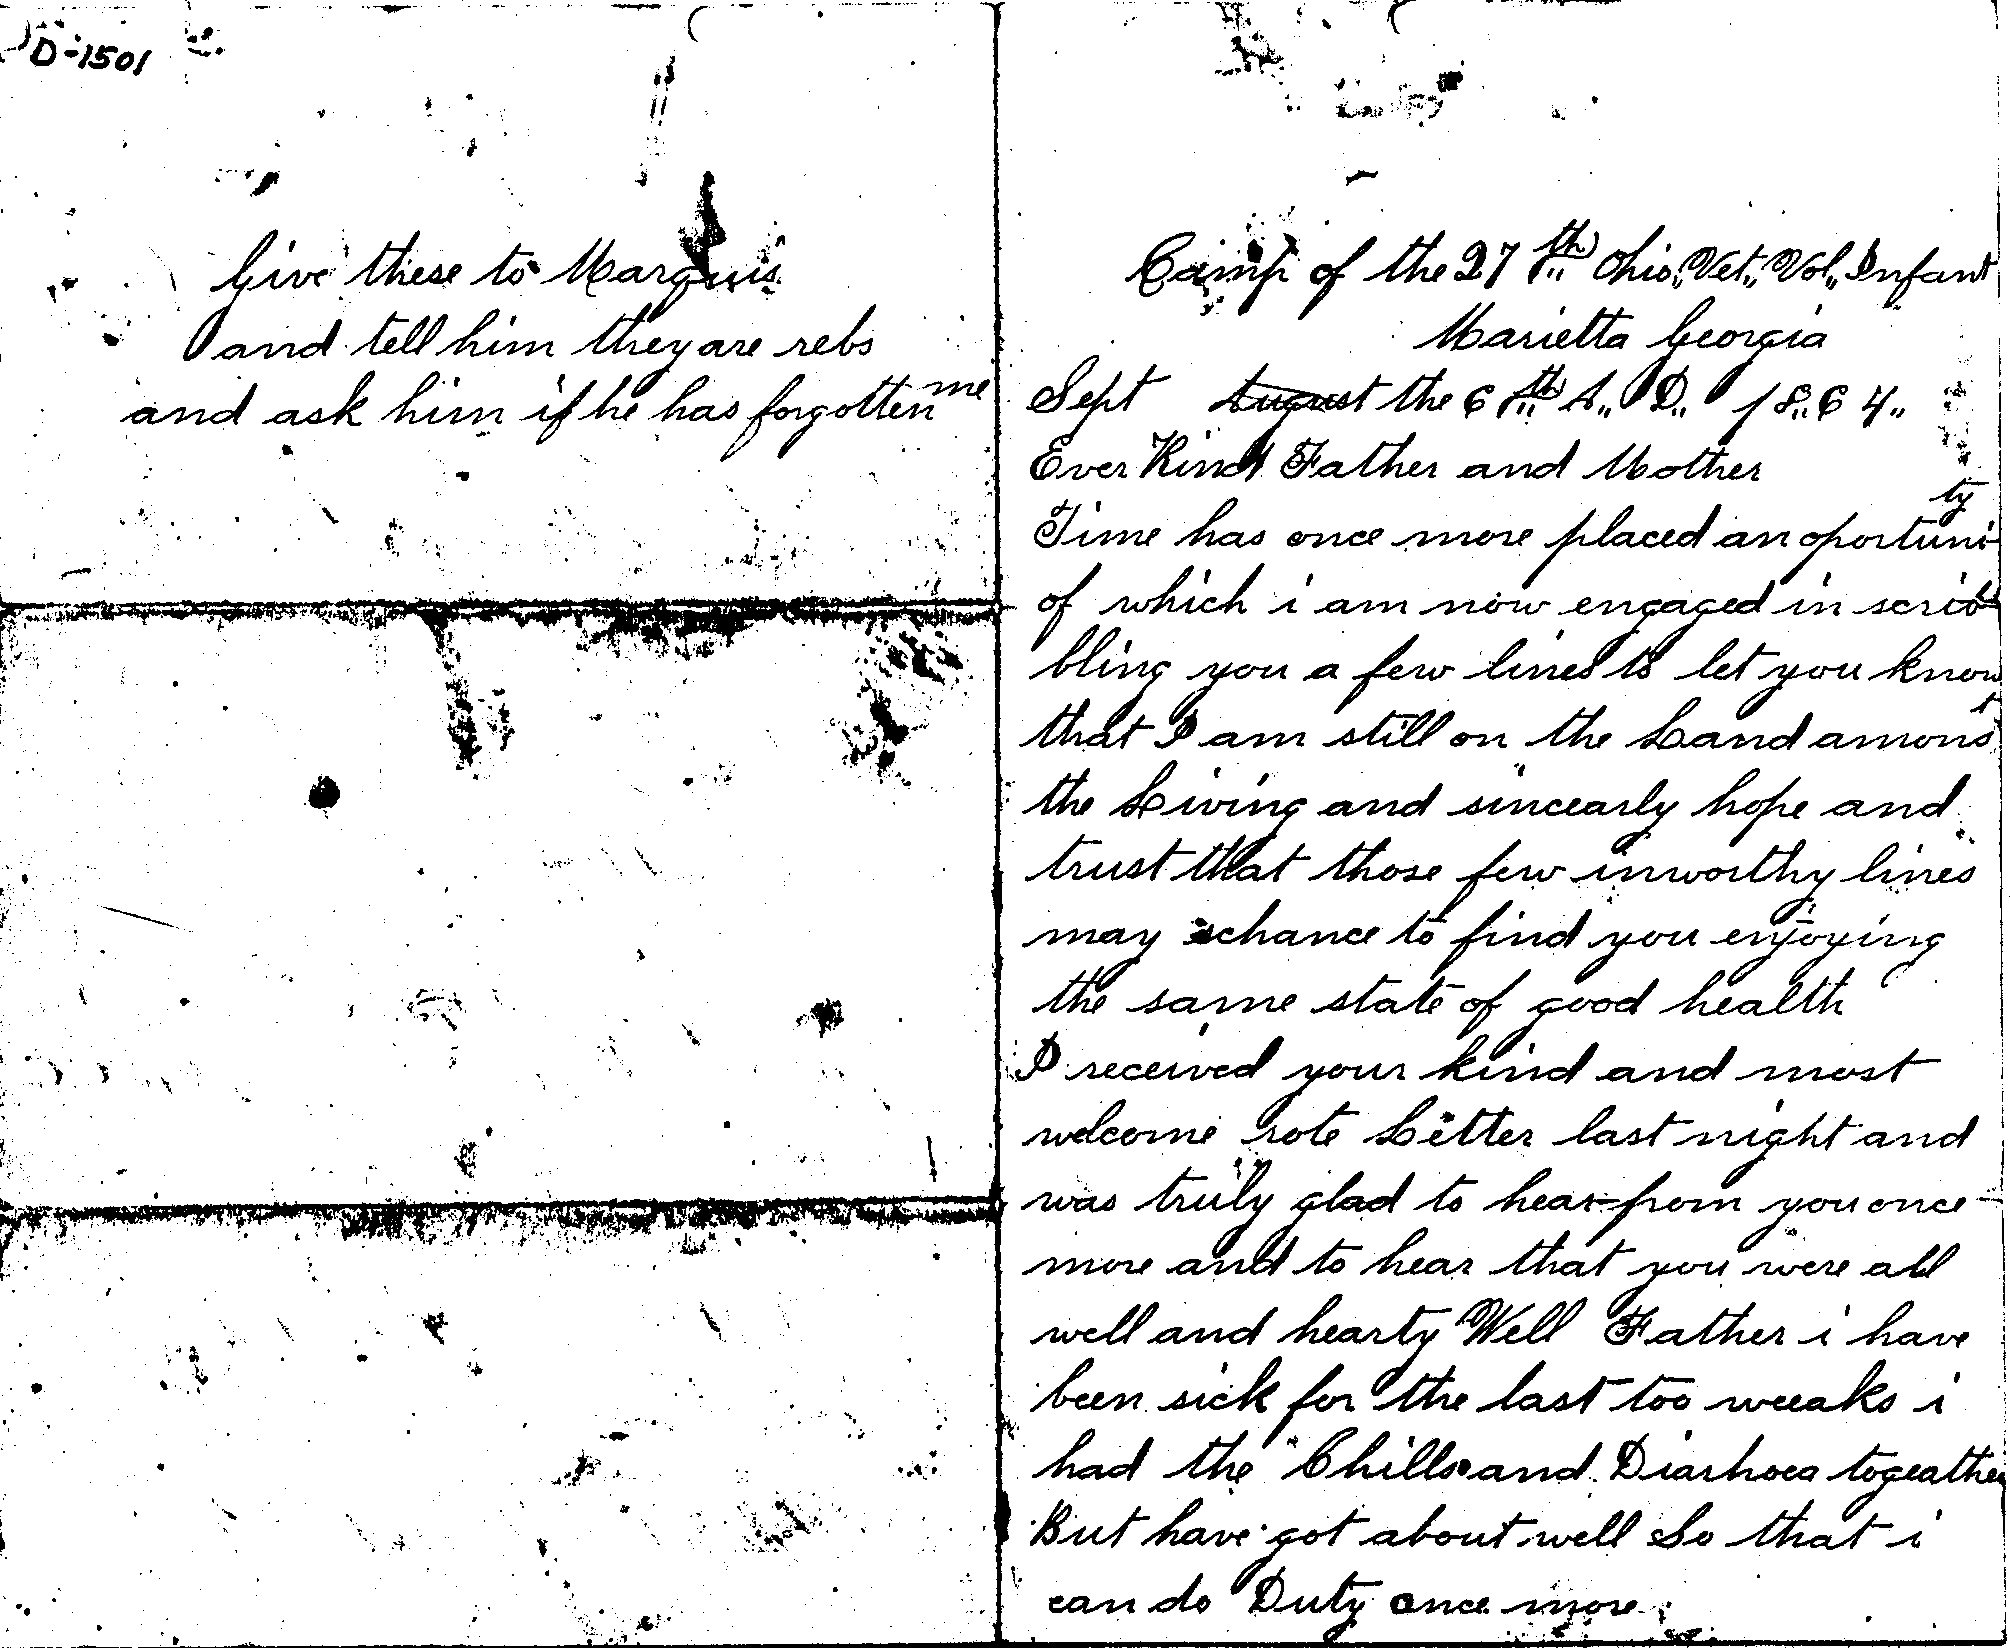 D-1501
Give these to Marquis
and tell him they are rebs
and ask him if he has forgotten me
Camp of the 27th Ohio,, Vet,, Vol,, Infant
Marietta Georgia
Sept August the 6th A,, D,, 18,,64,,
Ever Kind Father and Mother
Time has once more placed an oportunity
of which i am now engaged in scrib
bling you a few lines to let you know
that I am still on the Land amonst
the Living and sincearly hope and
trust that those few inworthy lines
may chance to find you enjoying
the same state of good health
I received your kind and most
welcome rote Letter last night and
was truly glad to hear from you once
more and to hear that you were all
well and hearty Well Father i have
been sick for the last too weeaks i
had the Chills and Diarhoea togeather
But have got about well So that i
can do Duty once more